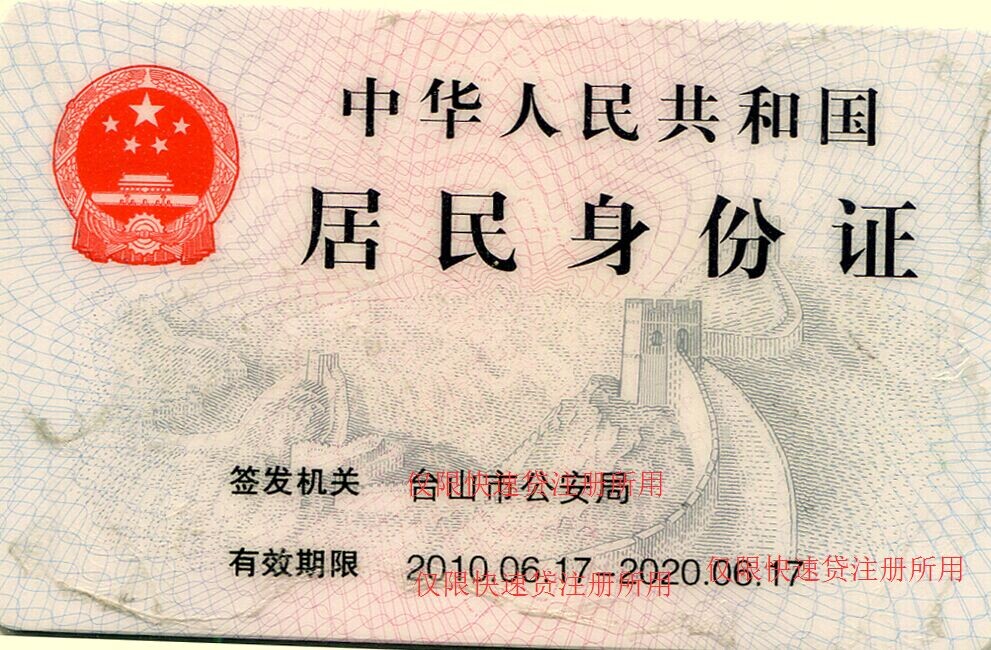 中华人民共和国
居民身份证
签发机关 台山市公安局
仅限快速贷注册所用
有效期限 2010.06.17-2020.06.17
仅限快速贷注册所用
仅限快速贷注册所用